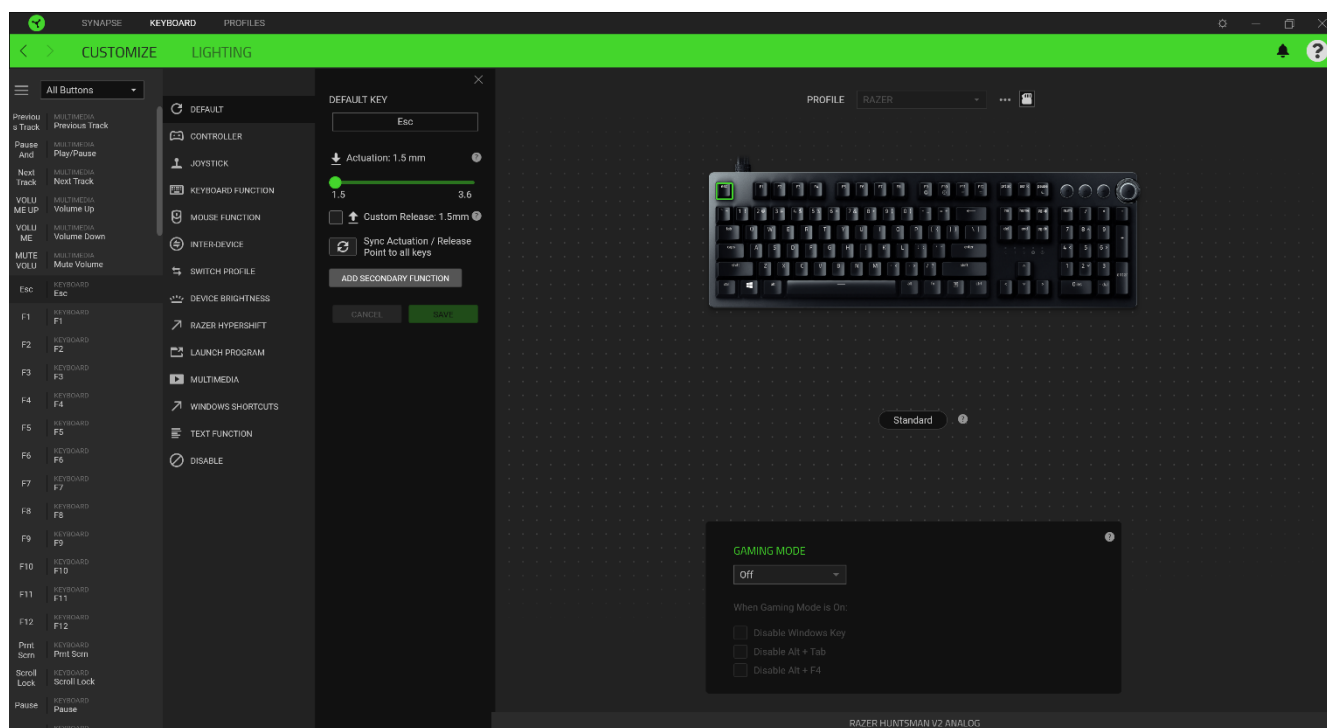 SYNAPSE
KEYBOARD
PROFILES
CUSTOMIZE
LIGHTING
All Buttons
Previou
s Track
MULTIMEDIA
Previous Track
Pause
And
MULTIMEDIA
Play/Pause
Next
Track
MULTIMEDIA
Next Track
VOLU
ME UP
MULTIMEDIA
Volume Up
VOLU
ME
MULTIMEDIA
Volume Down
MUTE
VOLU
MULTIMEDIA
Mute Volume
Esc
KEYBOARD
Esc
F1
KEYBOARD
F1
F2
KEYBOARD
F2
F3
KEYBOARD
F3
F4
KEYBOARD
F4
F5
KEYBOARD
F5
F6
KEYBOARD
F6
F7
KEYBOARD
F7
F8
KEYBOARD
F8
F9
KEYBOARD
F9
F10
KEYBOARD
F10
F11
KEYBOARD
F11
F12
KEYBOARD
F12
Prnt
Scrn
KEYBOARD
Prnt Scrn
Scroll
Lock
KEYBOARD
Scroll Lock
Pause
KEYBOARD
Pause
KEYBOARD
DEFAULT
CONTROLLER
JOYSTICK
KEYBOARD FUNCTION
MOUSE FUNCTION
INTER-DEVICE
SWITCH PROFILE
DEVICE BRIGHTNESS
RAZER HYPERSHIFT
LAUNCH PROGRAM
MULTIMEDIA
WINDOWS SHORTCUTS
TEXT FUNCTION
DISABLE
DEFAULT KEY
Esc
Actuation: 1.5 mm
1.5
3.6
Custom Release: 1.5mm
Sync Actuation / Release
Point to all keys
ADD SECONDARY FUNCTION
CANCEL
SAVE
PROFILE
RAZER
Standard
GAMING MODE
Off
When Gaming Mode is On:
Disable Windows Key
Disable Alt + Tab
Disable Alt + F4
RAZER HUNTSMAN V2 ANALOG